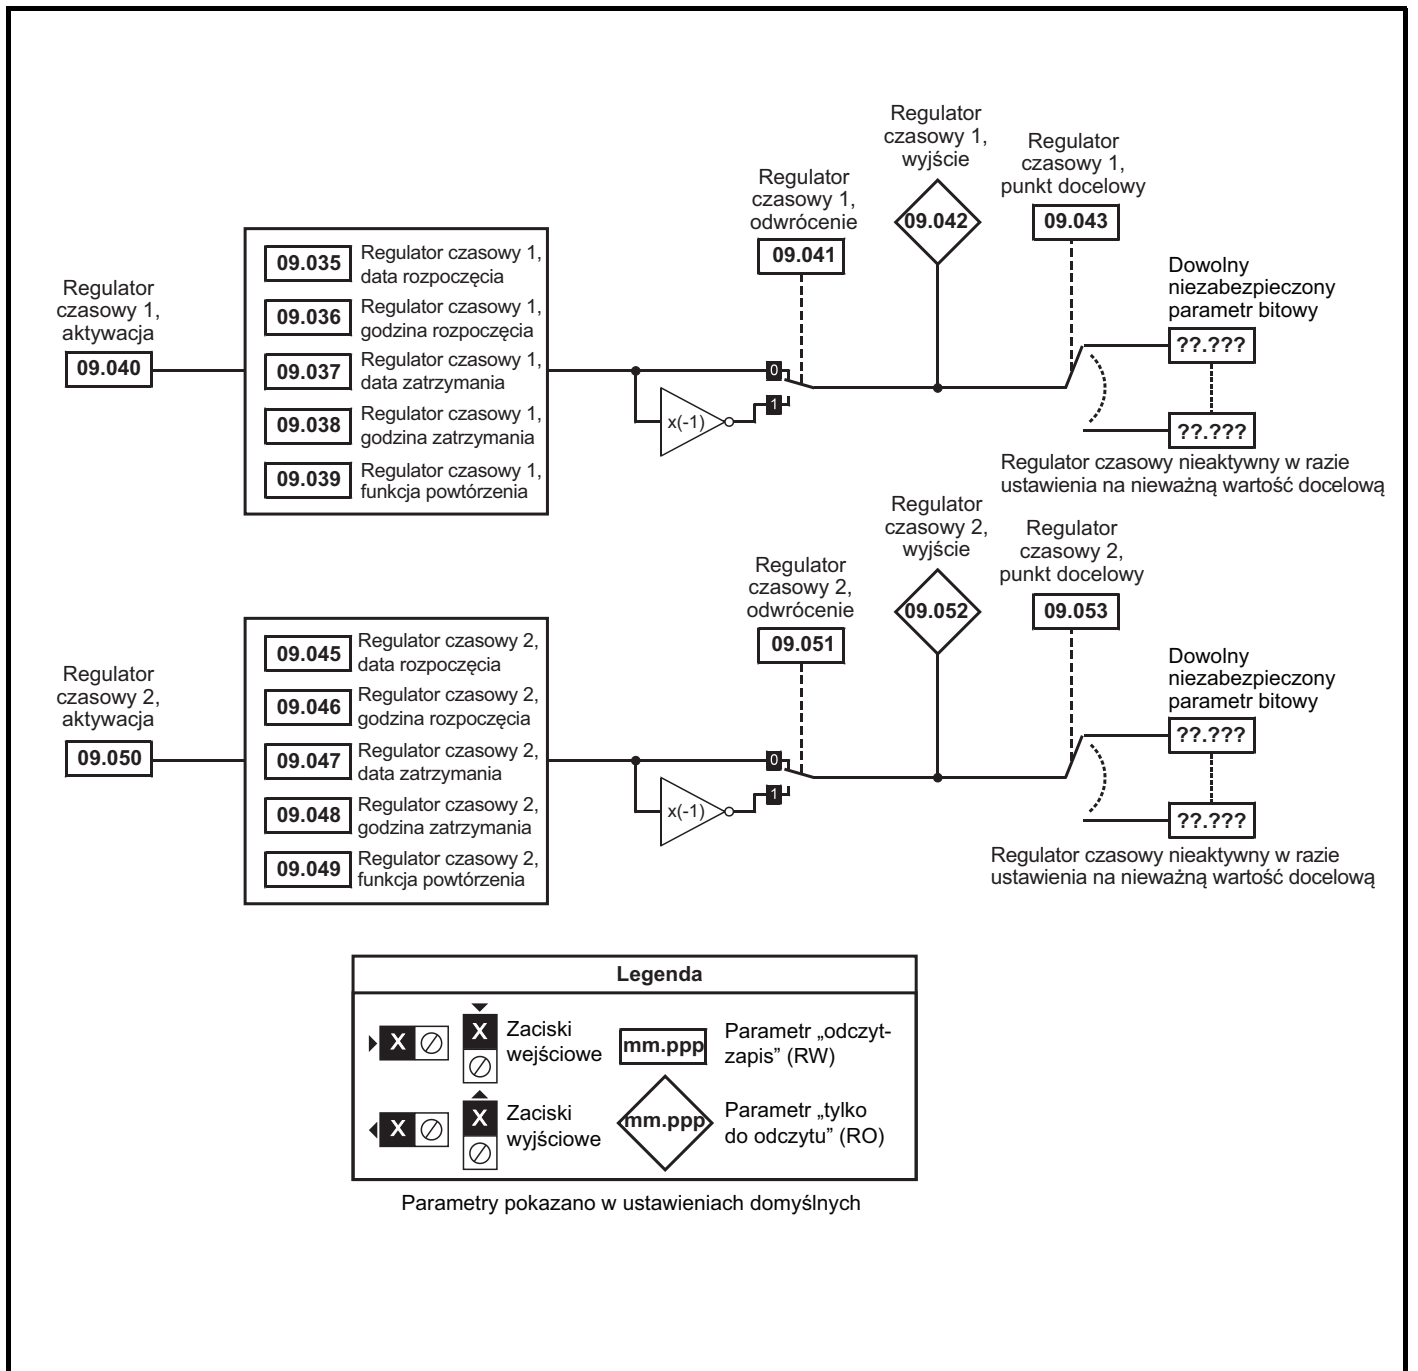 Regulator
czasowy 1,
aktywacja
09.040
09.035
Regulator czasowy 1,
data rozpoczęcia
09.036
Regulator czasowy 1,
godzina rozpoczęcia
09.037
Regulator czasowy 1,
data zatrzymania
09.038
Regulator czasowy 1,
godzina zatrzymania
09.039
Regulator czasowy 1,
funkcja powtórzenia
x(-1)
0
1
Regulator
czasowy 1,
odwrócenie
09.041
Regulator
czasowy 1,
wyjście
09.042
Regulator
czasowy 1,
punkt docelowy
09.043
Dowolny
niezabezpieczony
parametr bitowy
??.???
??.???
Regulator czasowy nieaktywny w razie
ustawienia na nieważną wartość docelową
Regulator
czasowy 2,
aktywacja
09.050
09.045
Regulator czasowy 2,
data rozpoczęcia
09.046
Regulator czasowy 2,
godzina rozpoczęcia
09.047
Regulator czasowy 2,
data zatrzymania
09.048
Regulator czasowy 2,
godzina zatrzymania
09.049
Regulator czasowy 2,
funkcja powtórzenia
x(-1)
0
1
Regulator
czasowy 2,
odwrócenie
09.051
Regulator
czasowy 2,
wyjście
09.052
Regulator
czasowy 2,
punkt docelowy
09.053
Dowolny
niezabezpieczony
parametr bitowy
??.???
??.???
Regulator czasowy nieaktywny w razie
ustawienia na nieważną wartość docelową
Legenda
X
X
Zaciski
wejściowe
mm.ppp
Parametr „odczyt-
zapis” (RW)
X
X
Zaciski
wyjściowe
mm.ppp
Parametr „tylko
do odczytu” (RO)
Parametry pokazano w ustawieniach domyślnych